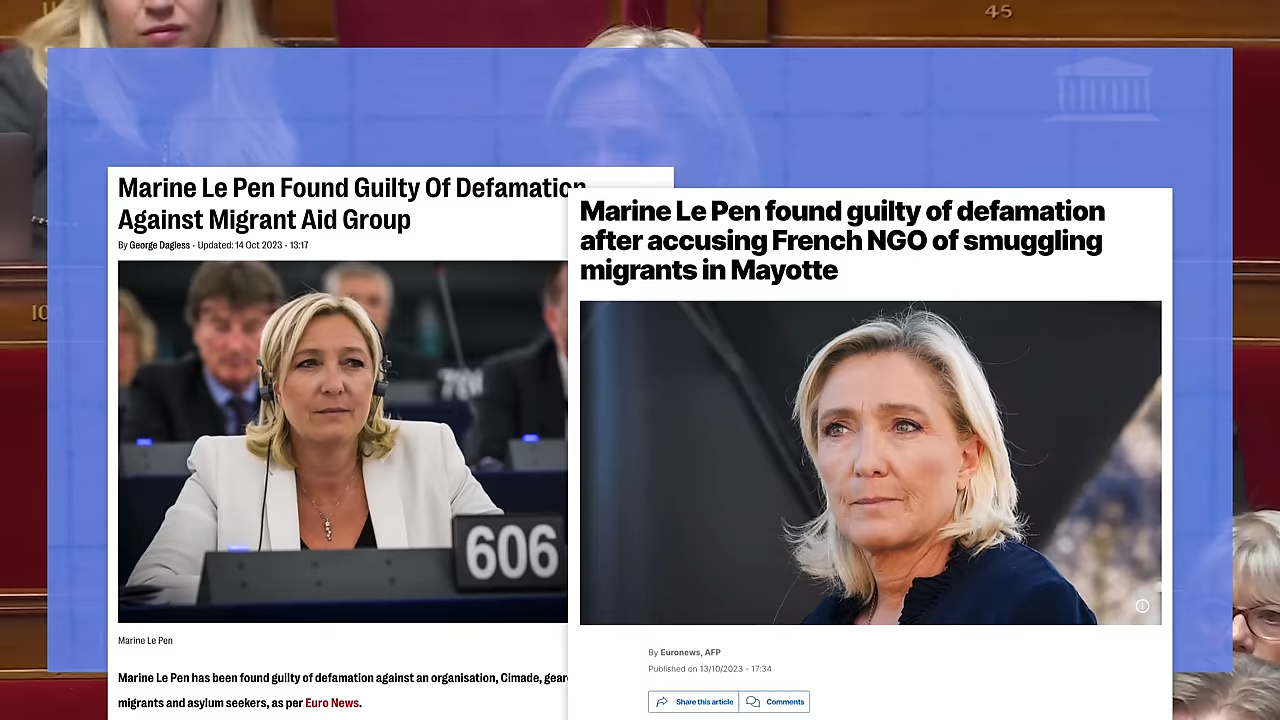 45
Marine Le Pen Found Guilty Of Defamation
Against Migrant Aid Group
By George Dagless - Updated: 14 Oct 2023 - 13:17
606
Marine Le Pen
Marine Le Pen has been found guilty of defamation against an organisation, Cimade,
migrants and asylum seekers, as per Euro News.
Marine Le Pen found guilty of defamation
after accusing French NGO of smuggling
migrants in Mayotte
By Euronews, AFP
Published on 13/10/2023 - 17:34
Share this article
Comments